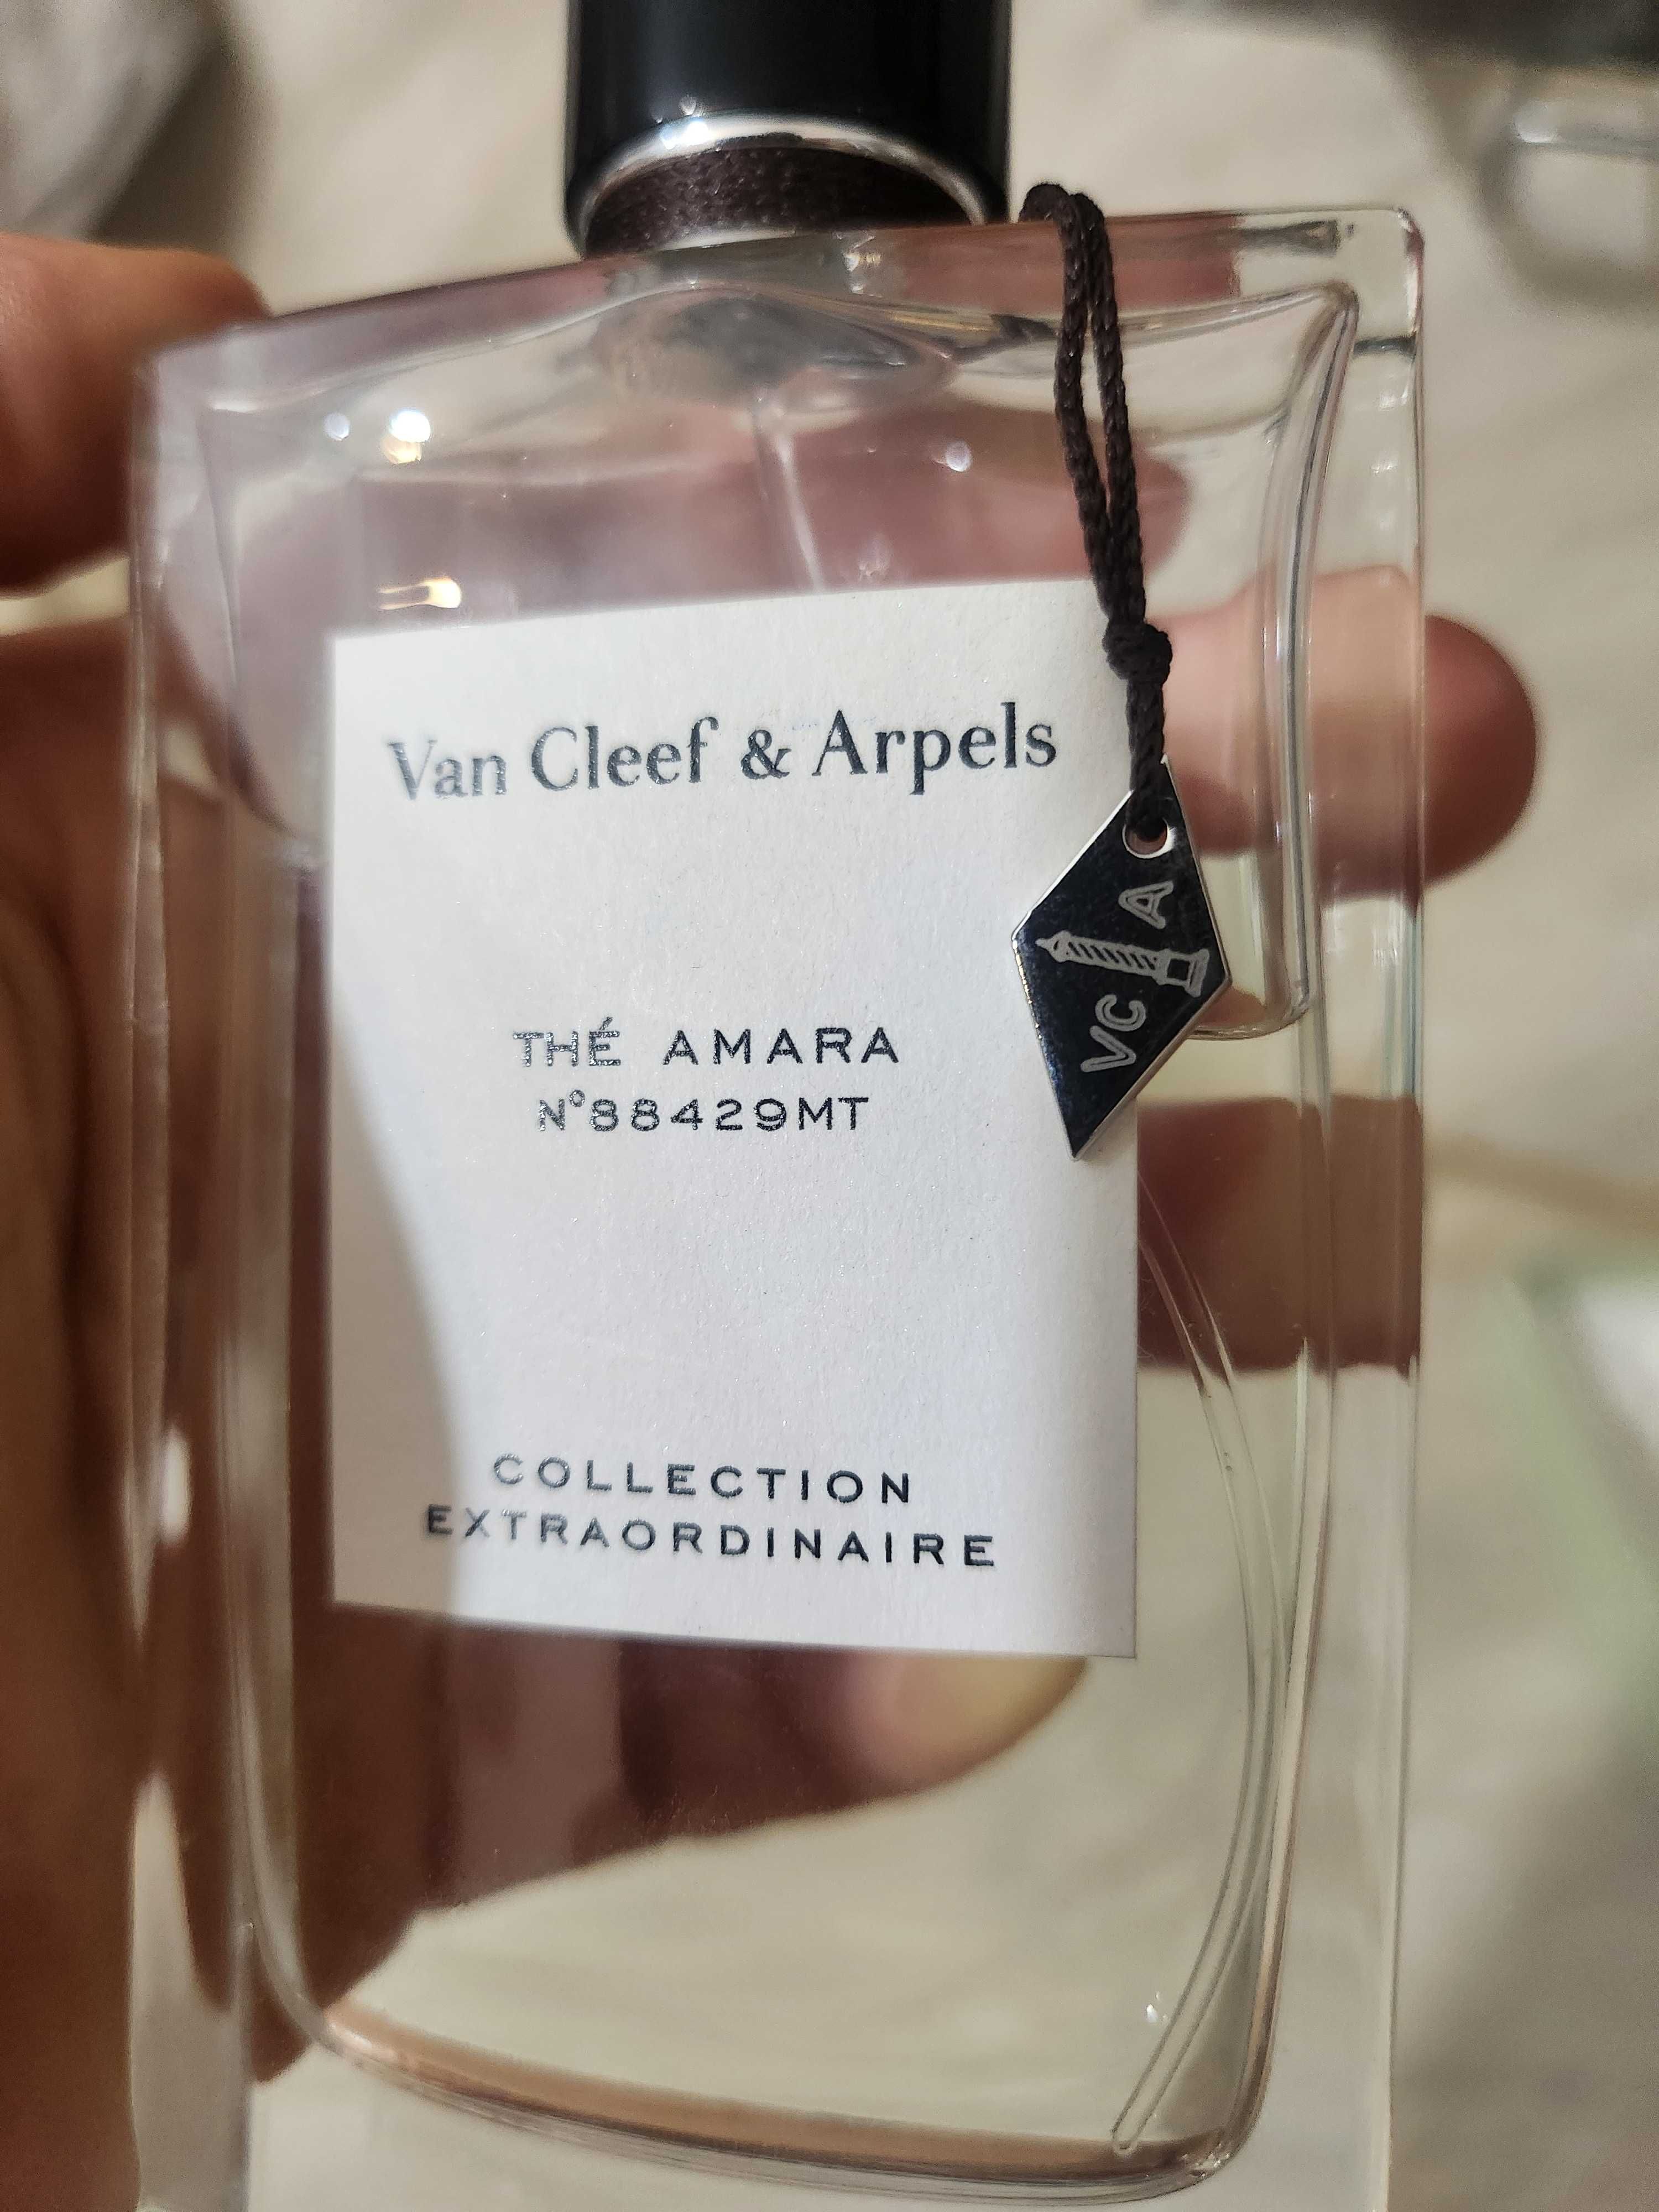 Van Cleef & Arpels
THÉ AMARA
N°88429MT
COLLECTION
EXTRAORDINAIRE
VC A